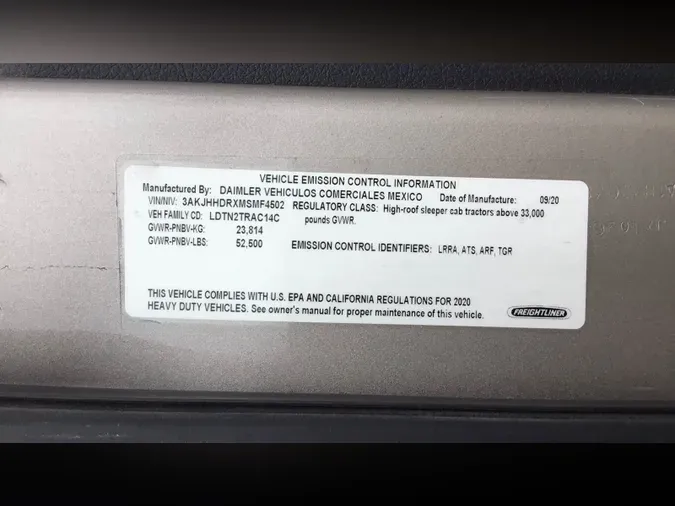 VEHICLE EMISSION CONTROL INFORMATION
Manufactured By: DAIMLER VEHICULOS COMERCIALES MEXICO Date of Manufacture: 09/20
VIN/NIV: 3AKJHHDRXMSMF4502 REGULATORY CLASS: High-roof sleeper cab tractors above 33,000
VEH FAMILY CD: LDTN2TRAC14C pounds GVWR.
GVWR-PNBV-KG: 23,814
GVWR-PNBV-LBS: 52,500 EMISSION CONTROL IDENTIFIERS: LRRA, ATS, ARF, TGR
THIS VEHICLE COMPLIES WITH U.S. EPA AND CALIFORNIA REGULATIONS FOR 2020
HEAVY DUTY VEHICLES. See owner's manual for proper maintenance of this vehicle.
FREIGHTLINER